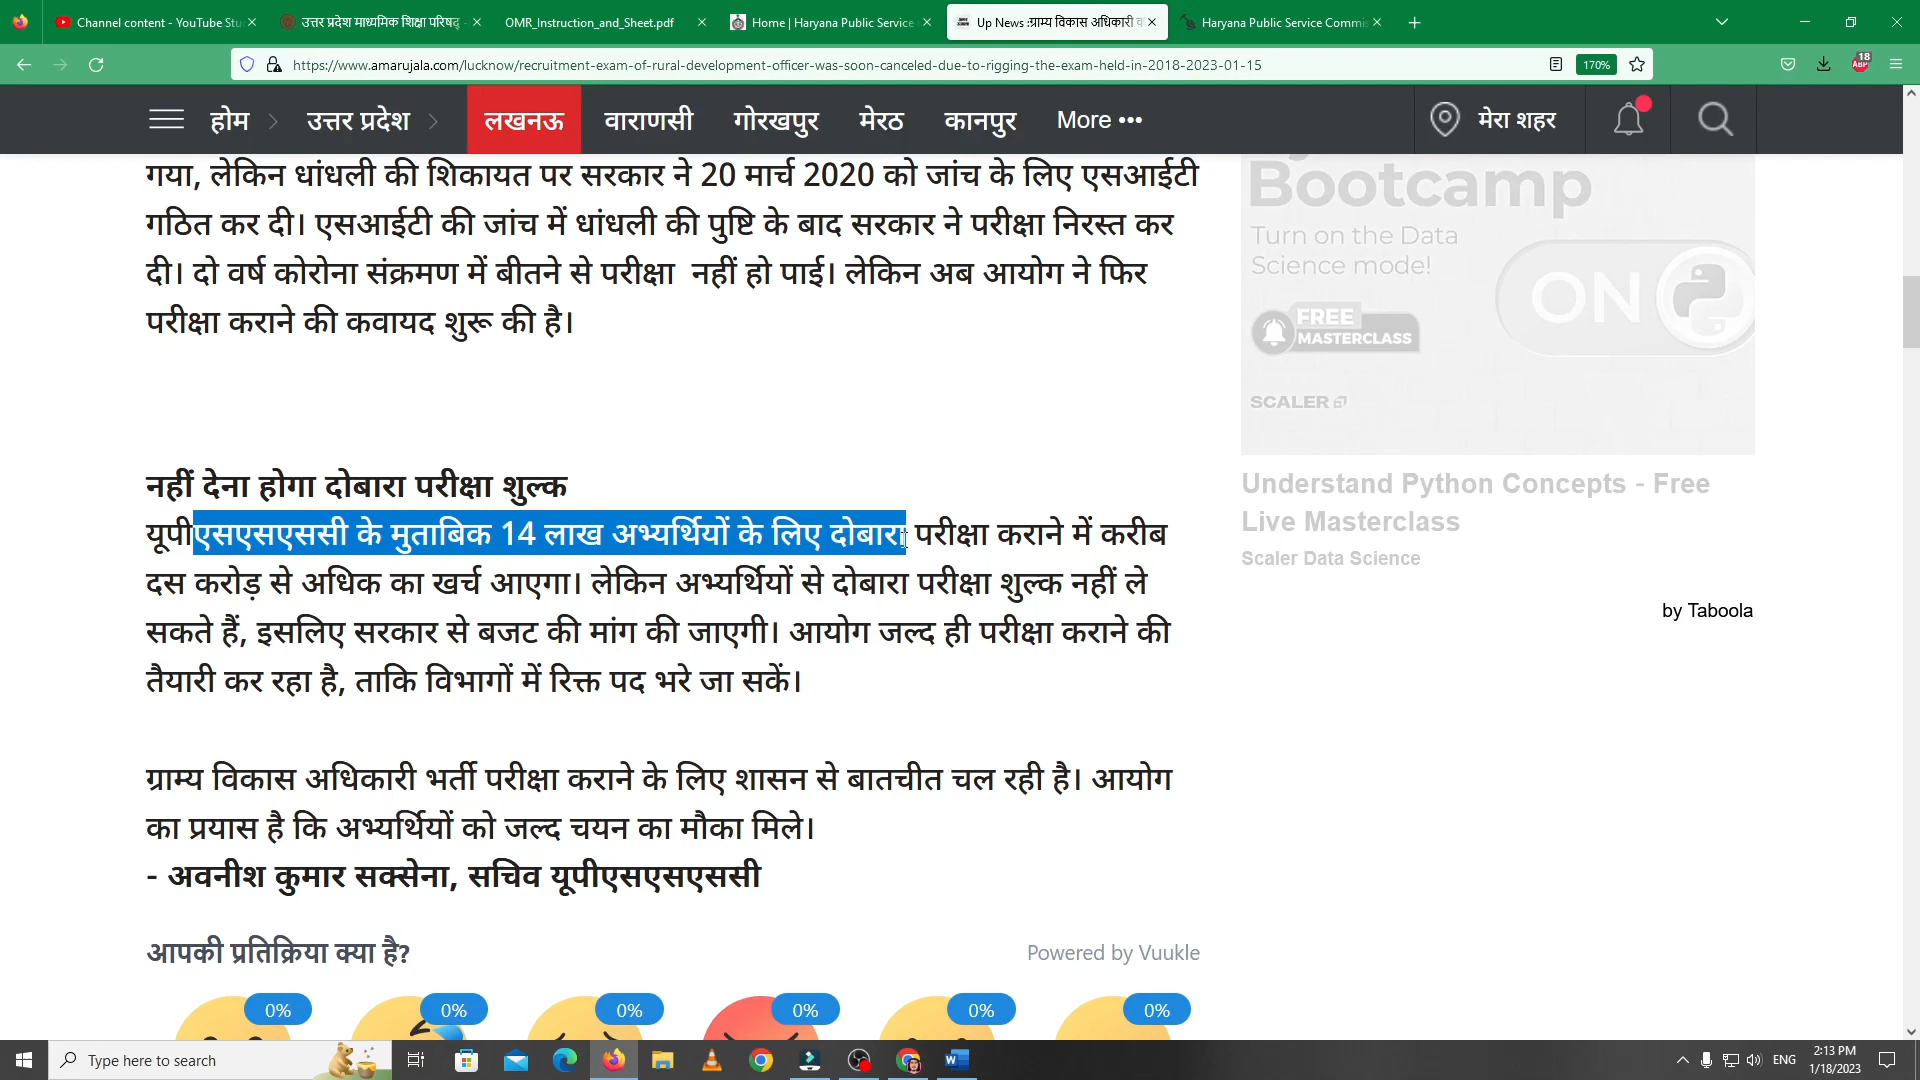 Channel content - YouTube Stu
उत्तर प्रदेश माध्यमिक शिक्षा परिषद् -
OMR_Instruction_and_Sheet.pdf
Home | Haryana Public Service
Up News :ग्राम्य विकास अधिकारी
Haryana Public Service Commis
https://www.amarujala.com/lucknow/recruitment-exam-of-rural-development-officer-was-soon-canceled-due-to-rigging-the-exam-held-in-2018-2023-01-15
170%
18
ABP
होम
उत्तर प्रदेश
लखनऊ
वाराणसी
गोरखपुर
मेरठ
कानपुर
More •••
मेरा शहर
गया, लेकिन धांधली की शिकायत पर सरकार ने 20 मार्च 2020 को जांच के लिए एसआईटी
गठित कर दी। एसआईटी की जांच में धांधली की पुष्टि के बाद सरकार ने परीक्षा निरस्त कर
दी। दो वर्ष कोरोना संक्रमण में बीतने से परीक्षा नहीं हो पाई। लेकिन अब आयोग ने फिर
परीक्षा कराने की कवायद शुरू की है।
नहीं देना होगा दोबारा परीक्षा शुल्क
यूपीएसएसएससी के मुताबिक 14 लाख अभ्यर्थियों के लिए दोबारा परीक्षा कराने में करीब
दस करोड़ से अधिक का खर्च आएगा। लेकिन अभ्यर्थियों से दोबारा परीक्षा शुल्क नहीं ले
सकते हैं, इसलिए सरकार से बजट की मांग की जाएगी। आयोग जल्द ही परीक्षा कराने की
तैयारी कर रहा है, ताकि विभागों में रिक्त पद भरे जा सकें।
ग्राम्य विकास अधिकारी भर्ती परीक्षा कराने के लिए शासन से बातचीत चल रही है। आयोग
का प्रयास है कि अभ्यर्थियों को जल्द चयन का मौका मिले।
- अवनीश कुमार सक्सेना, सचिव यूपीएसएसएससी
आपकी प्रतिक्रिया क्या है?
Powered by Vuukle
0%
0%
0%
0%
0%
0%
Bootcamp
Turn on the Data
Science mode!
ON
FREE
MASTERCLASS
SCALER
Understand Python Concepts - Free
Live Masterclass
Scaler Data Science
by Taboola
Type here to search
ENG
2:13 PM
1/18/2023